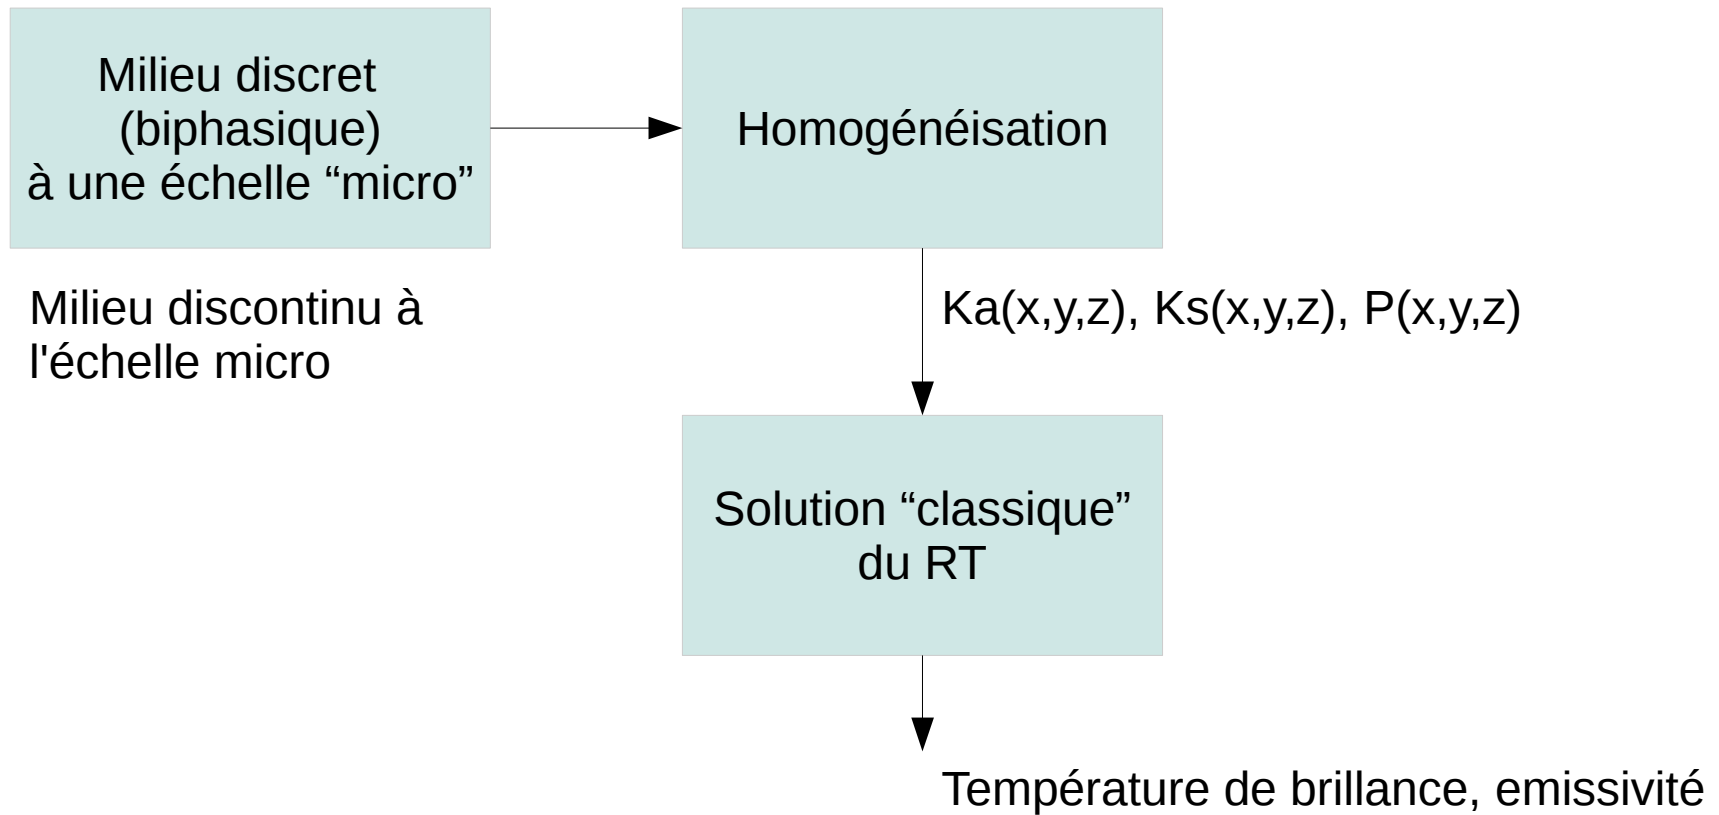 Milieu discret
(biphasique)
à une échelle “micro”
Homogénéisation
Milieu discontinu à
l'échelle micro
Ka(x,y,z), Ks(x,y,z), P(x,y,z)
Solution “classique”
du RT
Température de brillance, emissivité